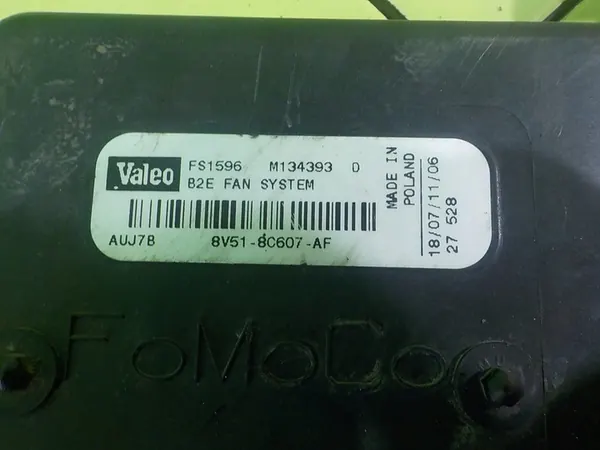 Valeo
FS1596 M134393 D
B2E FAN SYSTEM
AUJ7B 8V51-8C607-AF
MADE IN
POLAND
18/07/11/06
27 528
FoMoCo